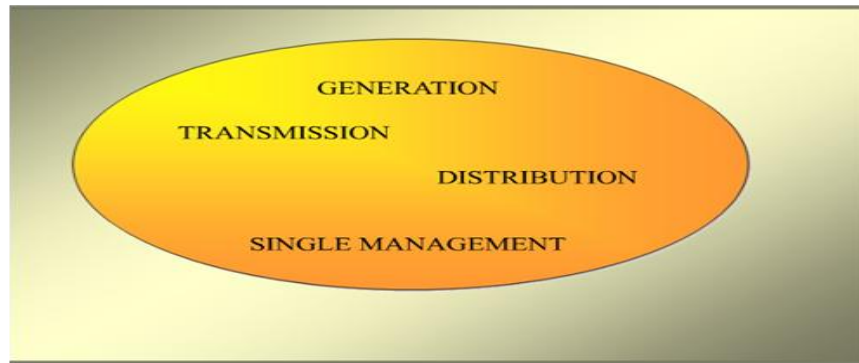 GENERATION
TRANSMISSION
DISTRIBUTION
SINGLE MANAGEMENT